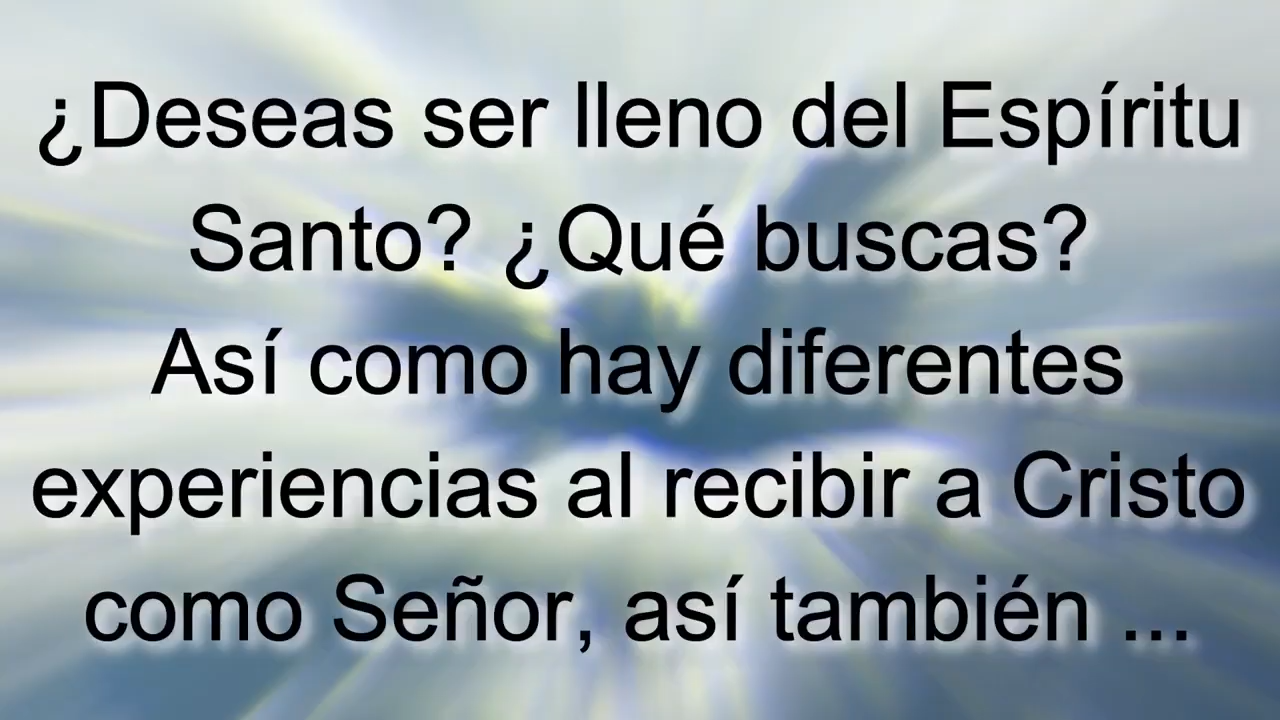 ¿Deseas ser lleno del Espíritu
Santo? ¿Qué buscas?
Así como hay diferentes
experiencias al recibir a Cristo
como Señor, así también ...